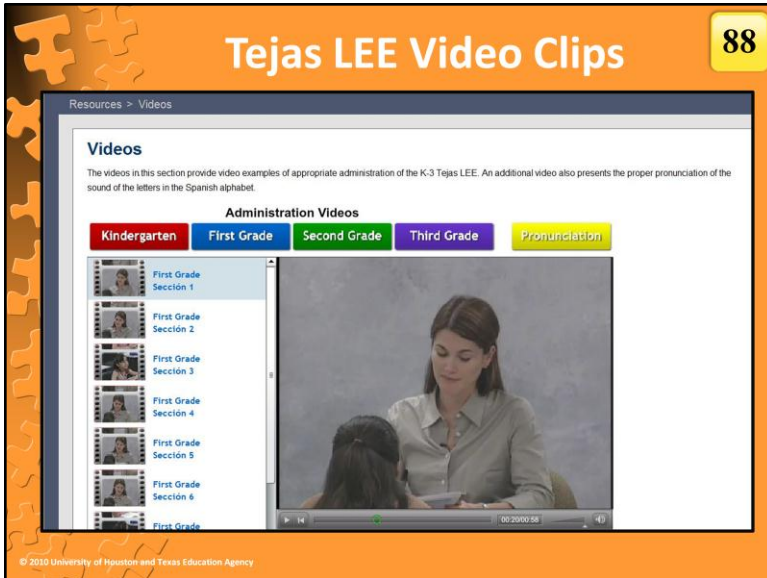 Tejas LEE Video Clips
88
Resources > Videos
Videos
The videos in this section provide video examples of appropriate administration of the K-3 Tejas LEE. An additional video also presents the proper pronunciation of the
sound of the letters in the Spanish alphabet.
Administration Videos
Kindergarten First Grade Second Grade Third Grade Pronunciation
First Grade
Sección 1
First Grade
Sección 2
First Grade
Sección 3
First Grade
Sección 4
First Grade
Sección 5
First Grade
Sección 6
First Grade
00:20/00:58
© 2010 University of Houston and Texas Education Agency